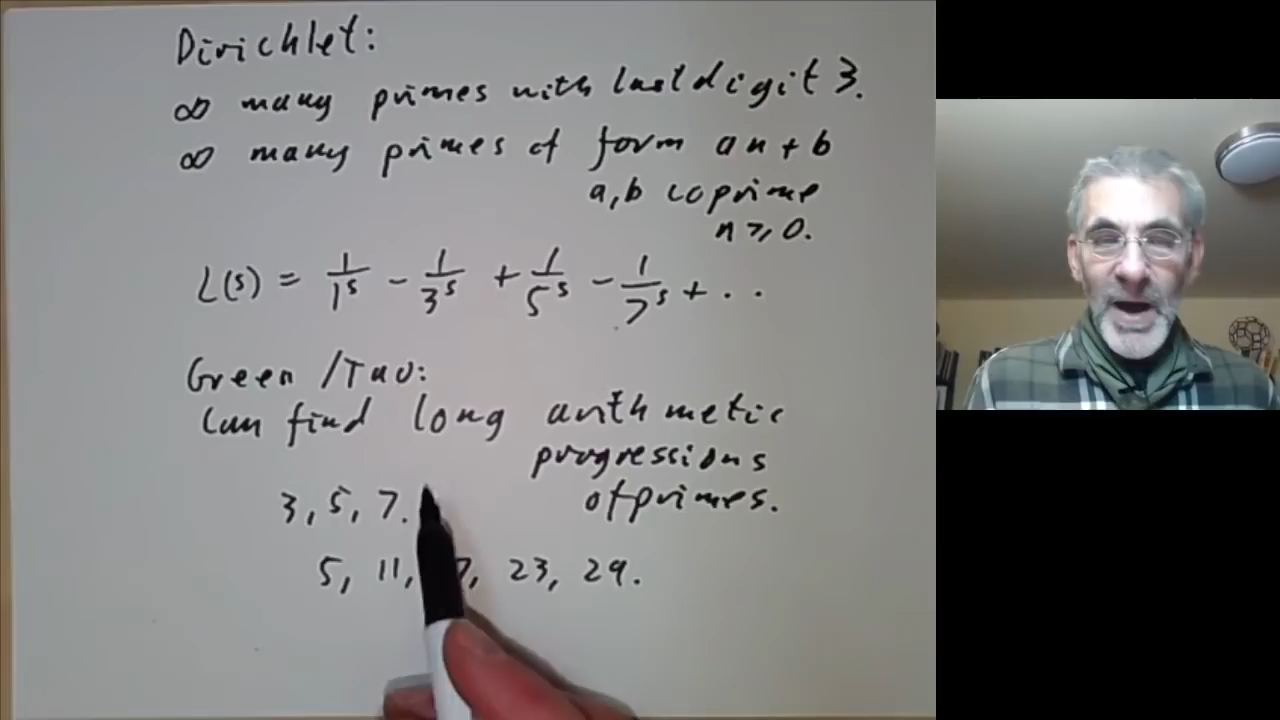 Dirichlet:
∞ many primes with last digit 3.
∞ many primes of form an+b
a,b coprime
n ⩾ 0.
L(s) = 1/1^s - 1/3^s + 1/5^s - 1/7^s + . .
Green/Tao:
Can find long arithmetic
progressions
of primes.
3, 5, 7.
5, 11, 7, 23, 29.